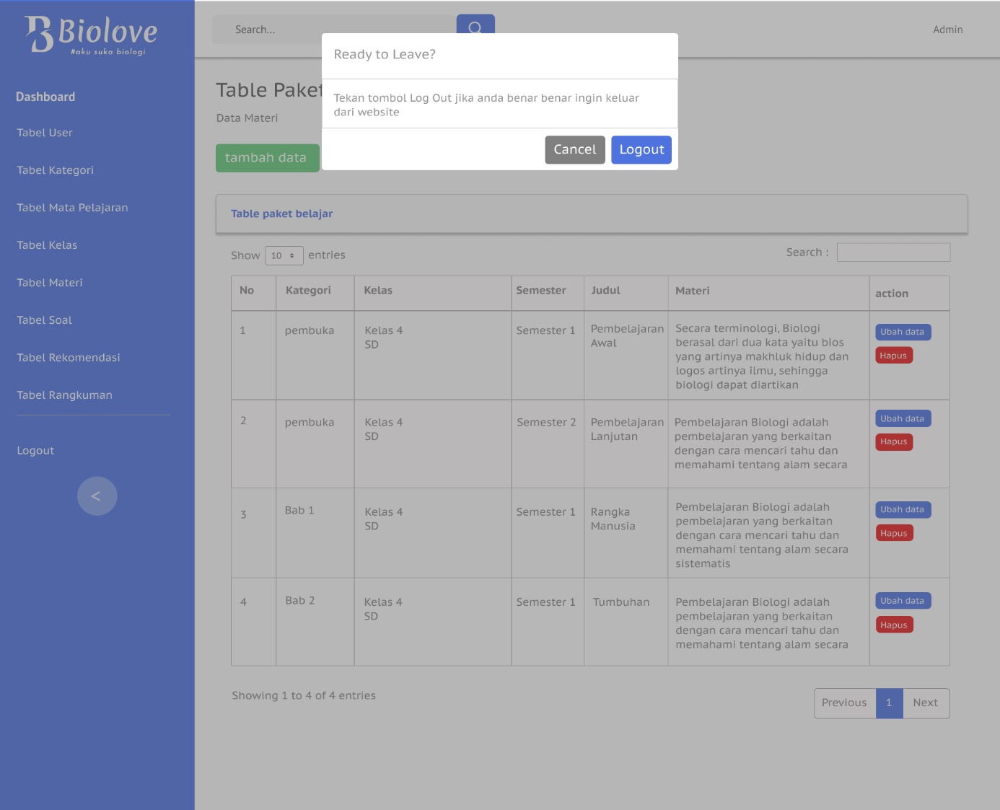 Biolove
#aku suka biologi
Dashboard
Tabel User
Tabel Kategori
Tabel Mata Pelajaran
Tabel Kelas
Tabel Materi
Tabel Soal
Tabel Rekomendasi
Tabel Rangkuman
Logout
<
Search...
Admin
Ready to Leave?
Tekan tombol Log Out jika anda benar benar ingin keluar
dari website
Cancel
Logout
Table Paket
Data Materi
tambah data
Table paket belajar
Show 10 entries
Search :
No Kategori Kelas Semester Judul Materi action
1 pembuka Kelas 4 Semester 1 Pembelajaran Secara terminologi, Biologi Ubah data
SD Awal berasal dari dua kata yaitu bios
yang artinya makhluk hidup dan Hapus
logos artinya ilmu, sehingga
biologi dapat diartikan
2 pembuka Kelas 4 Semester 2 Pembelajaran Pembelajaran Biologi adalah Ubah data
SD Lanjutan pembelajaran yang berkaitan Hapus
dengan cara mencari tahu dan
memahami tentang alam secara
3 Bab 1 Kelas 4 Semester 1 Rangka Pembelajaran Biologi adalah Ubah data
SD Manusia pembelajaran yang berkaitan
dengan cara mencari tahu dan Hapus
memahami tentang alam secara
sistematis
4 Bab 2 Kelas 4 Semester 1 Tumbuhan Pembelajaran Biologi adalah Ubah data
SD pembelajaran yang berkaitan
dengan cara mencari tahu dan Hapus
memahami tentang alam secara
Showing 1 to 4 of 4 entries
Previous 1 Next